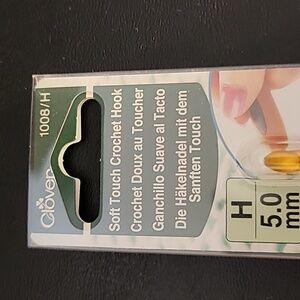 Clover
1008/H
Soft Touch Crochet Hook
Crochet Doux au Toucher
Ganchillo Suave al Tacto
Die Häkelnadel mit dem
Sanften Touch
H
5.0
mm